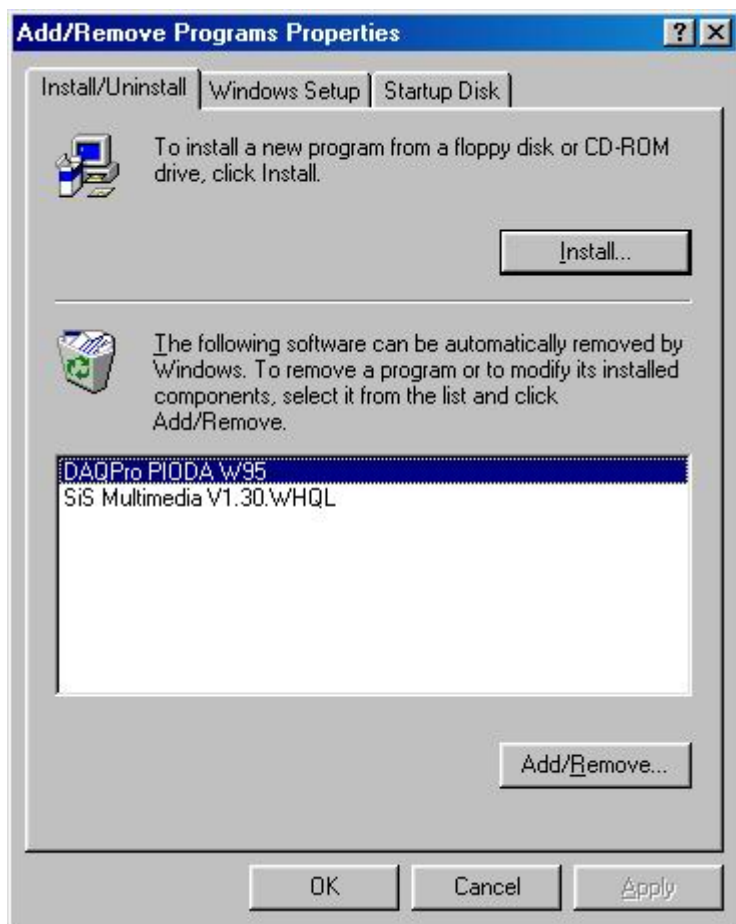 Add/Remove Programs Properties
Install/Uninstall Windows Setup Startup Disk
To install a new program from a floppy disk or CD-ROM
drive, click Install.
Install...
The following software can be automatically removed by
Windows. To remove a program or to modify its installed
components, select it from the list and click
Add/Remove.
DAQPro PIODA W95
SiS Multimedia V1.30.WHQL
Add/Remove...
OK Cancel Apply